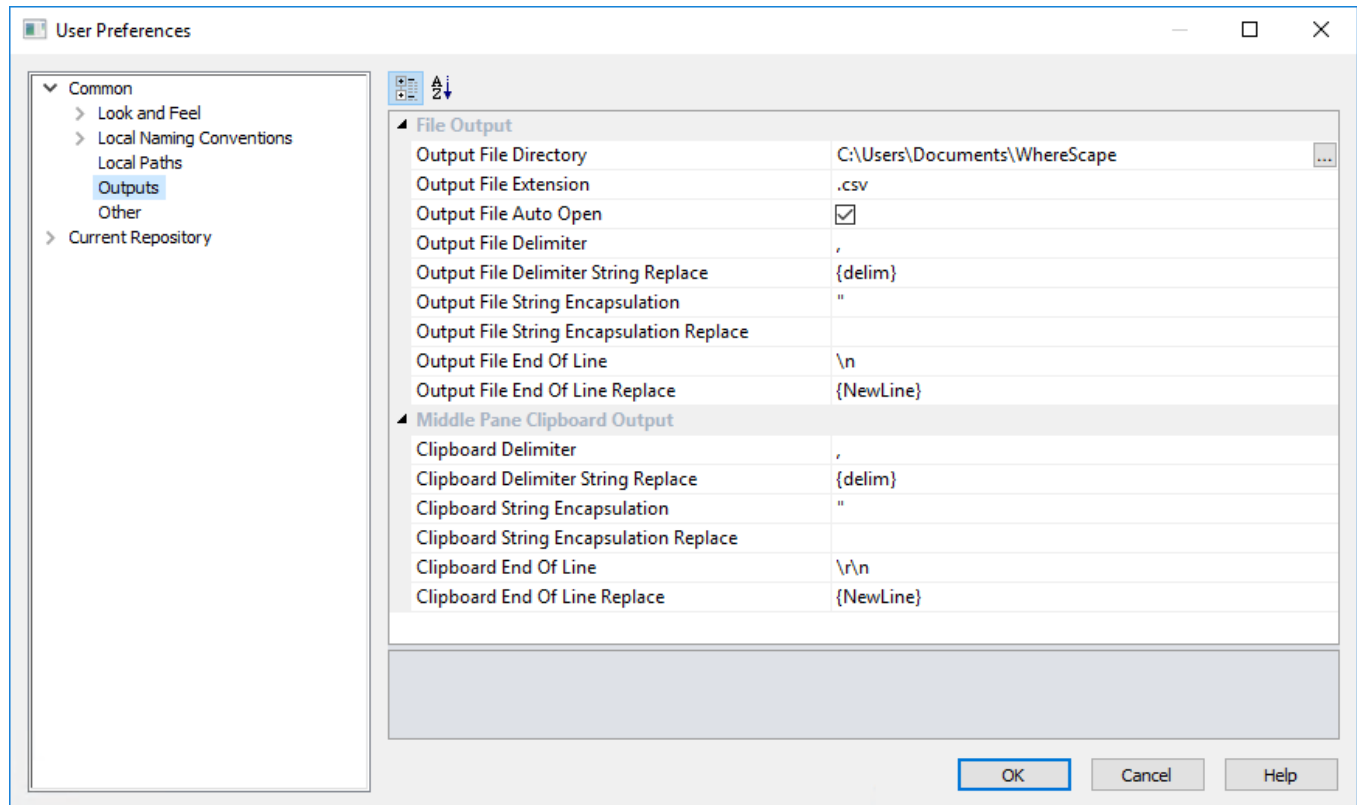 User Preferences
Common
Look and Feel
Local Naming Conventions
Local Paths
Outputs
Other
Current Repository
File Output
Output File Directory C:\Users\Documents\WhereScape ...
Output File Extension .csv
Output File Auto Open
Output File Delimiter ,
Output File Delimiter String Replace {delim}
Output File String Encapsulation "
Output File String Encapsulation Replace
Output File End Of Line \n
Output File End Of Line Replace {NewLine}
Middle Pane Clipboard Output
Clipboard Delimiter ,
Clipboard Delimiter String Replace {delim}
Clipboard String Encapsulation "
Clipboard String Encapsulation Replace
Clipboard End Of Line \r\n
Clipboard End Of Line Replace {NewLine}
OK Cancel Help